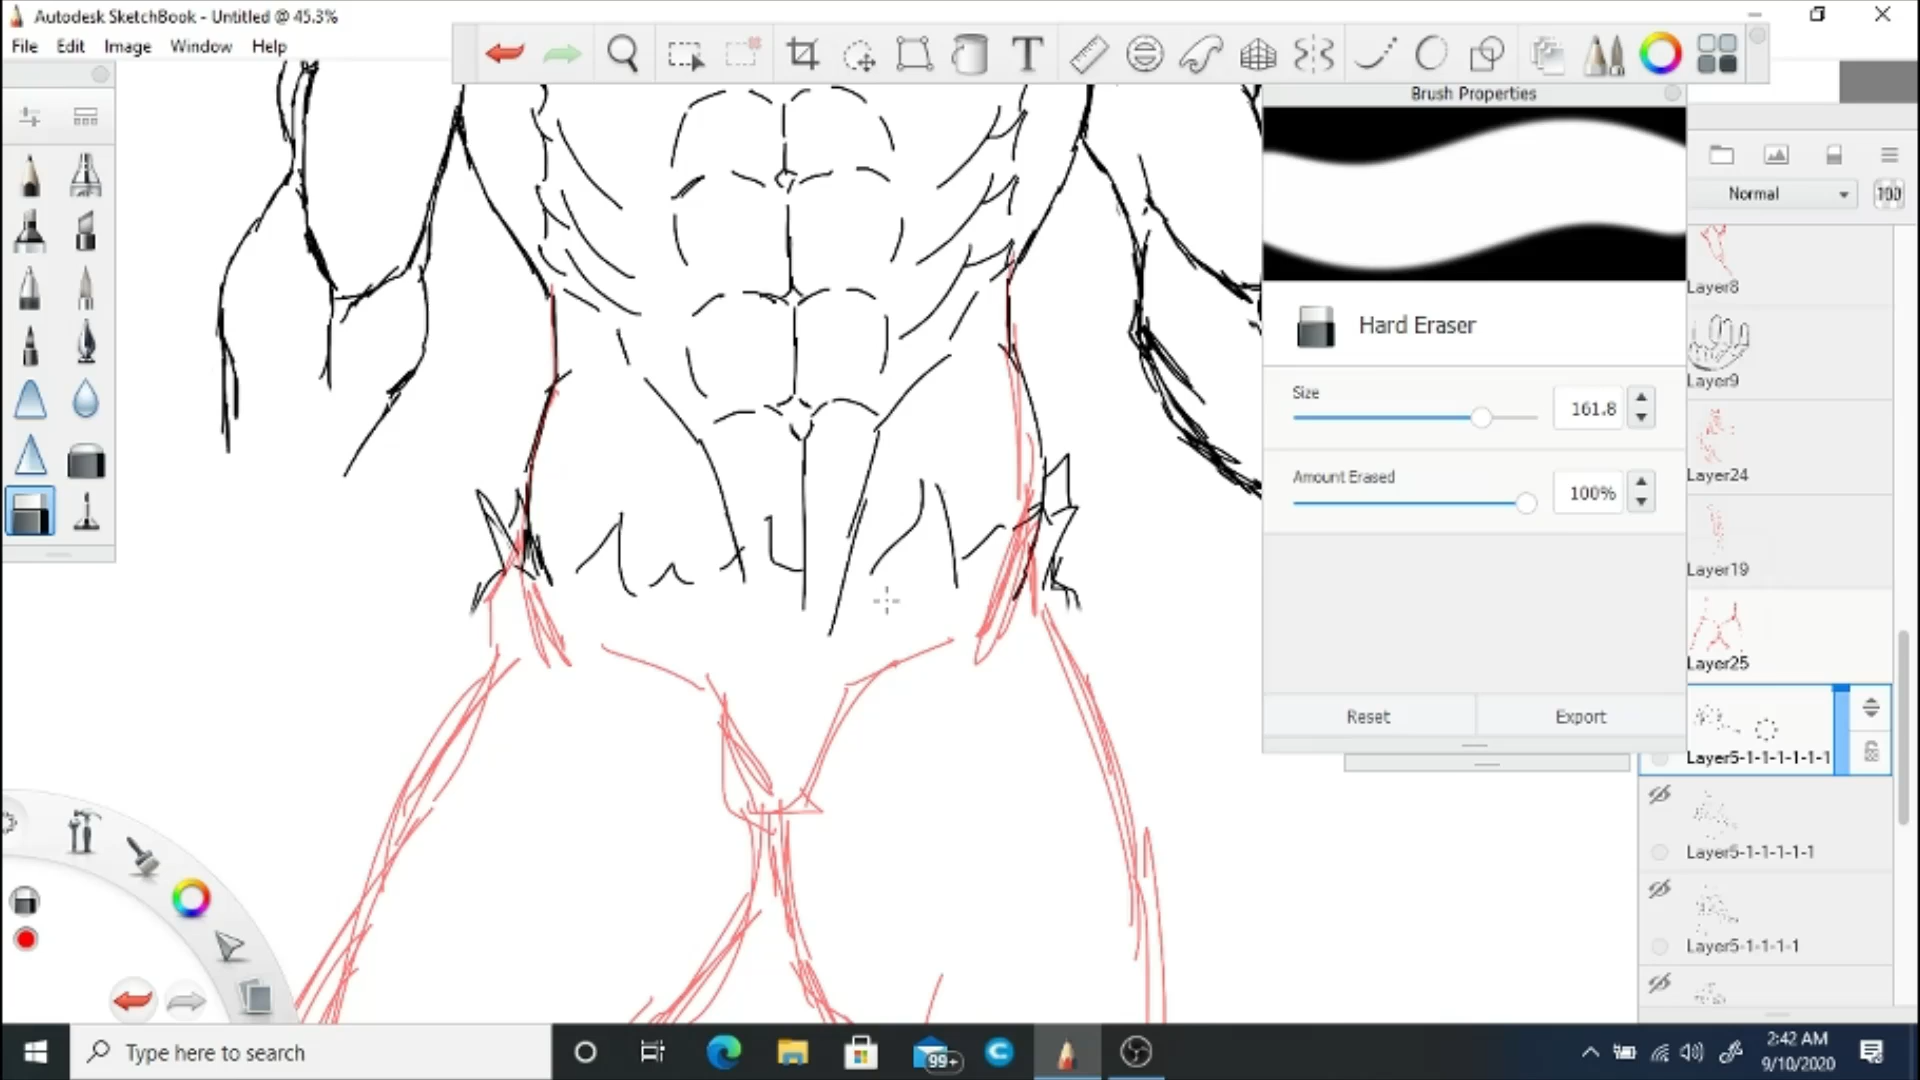 Autodesk SketchBook - Untitled @ 45.3%
File Edit Image Window Help
T
Brush Properties
Normal
100
Layer8
Hard Eraser
Layer9
Size
161.8
Layer24
Amount Erased
100%
Layer19
Layer25
Reset
Export
Layer5-1-1-1-1-1-1
Layer5-1-1-1-1-1
Layer5-1-1-1-1
Type here to search
99+
2:42 AM
9/10/2020